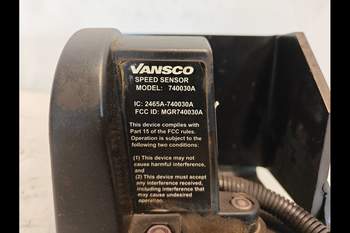 VANSCO
SPEED SENSOR
MODEL: 740030A
IC: 2465A-740030A
FCC ID: MGR740030A
This device complies with
Part 15 of the FCC rules.
Operation is subject to the
following two conditions:
(1) This device may not
cause harmful interference,
and
(2) This device must accept
any interference received,
including interference that
may cause undesired
operation.